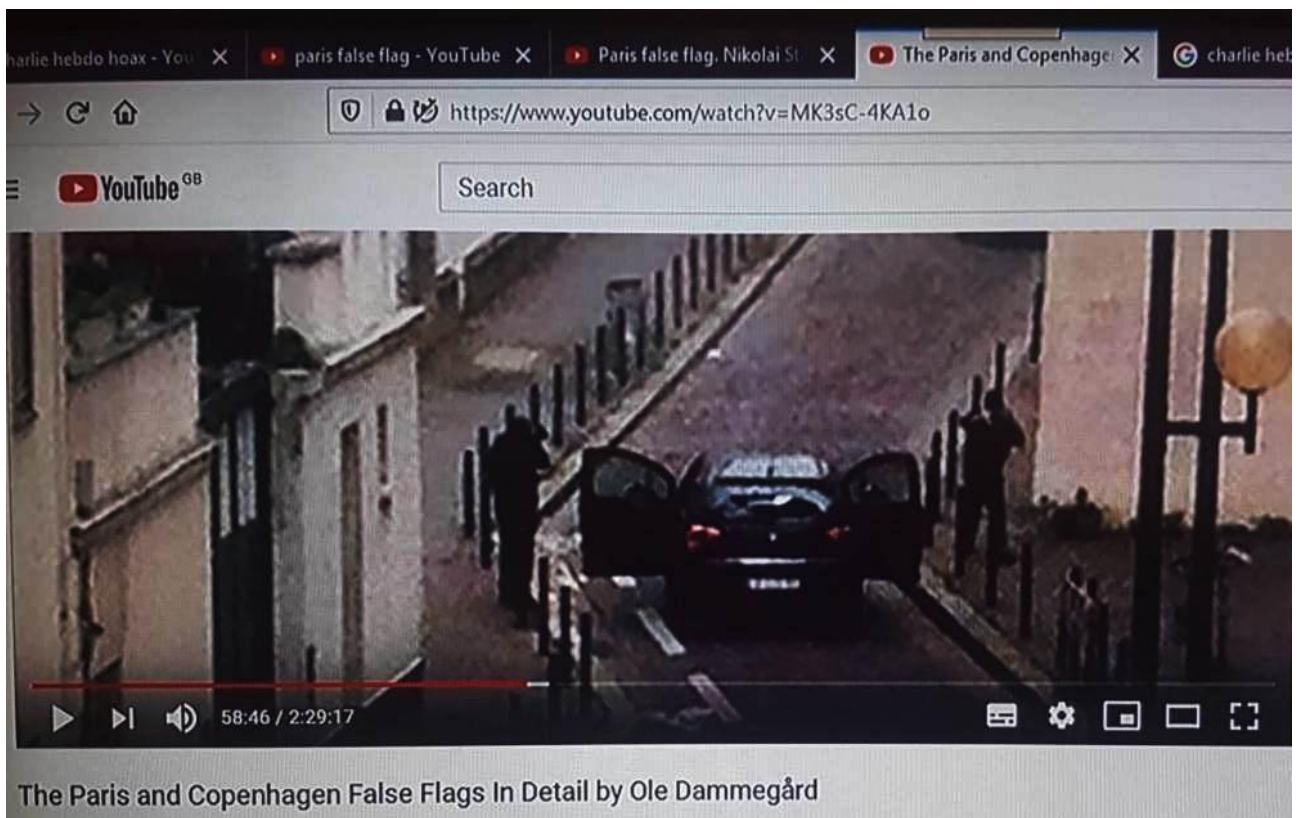 harlie hebdo hoax - You
paris false flag - YouTube
Paris false flag. Nikolai St
The Paris and Copenhage
charlie heb
https://www.youtube.com/watch?v=MK3sC-4KA1o
YouTube GB
Search
58:46 / 2:29:17
The Paris and Copenhagen False Flags In Detail by Ole Dammegård